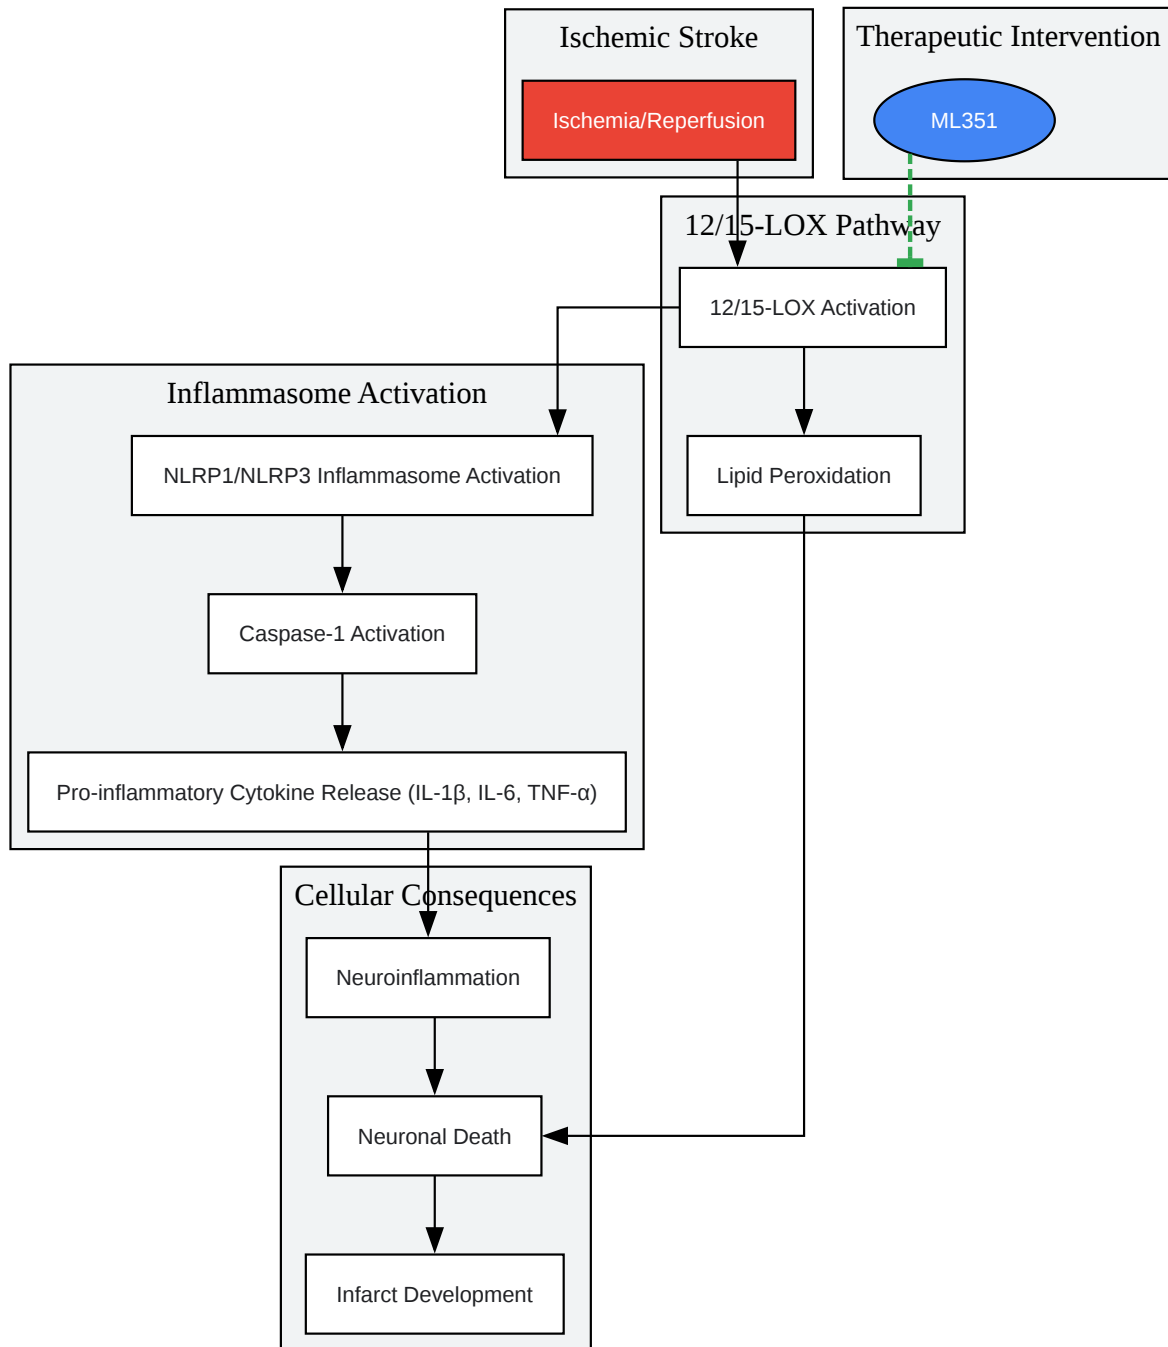 Ischemic Stroke
Therapeutic Intervention
Ischemia/Reperfusion
ML351
12/15-LOX Pathway
12/15-LOX Activation
Inflammasome Activation
NLRP1/NLRP3 Inflammasome Activation
Lipid Peroxidation
Caspase-1 Activation
Pro-inflammatory Cytokine Release (IL-1β, IL-6, TNF-α)
Cellular Consequences
Neuroinflammation
Neuronal Death
Infarct Development